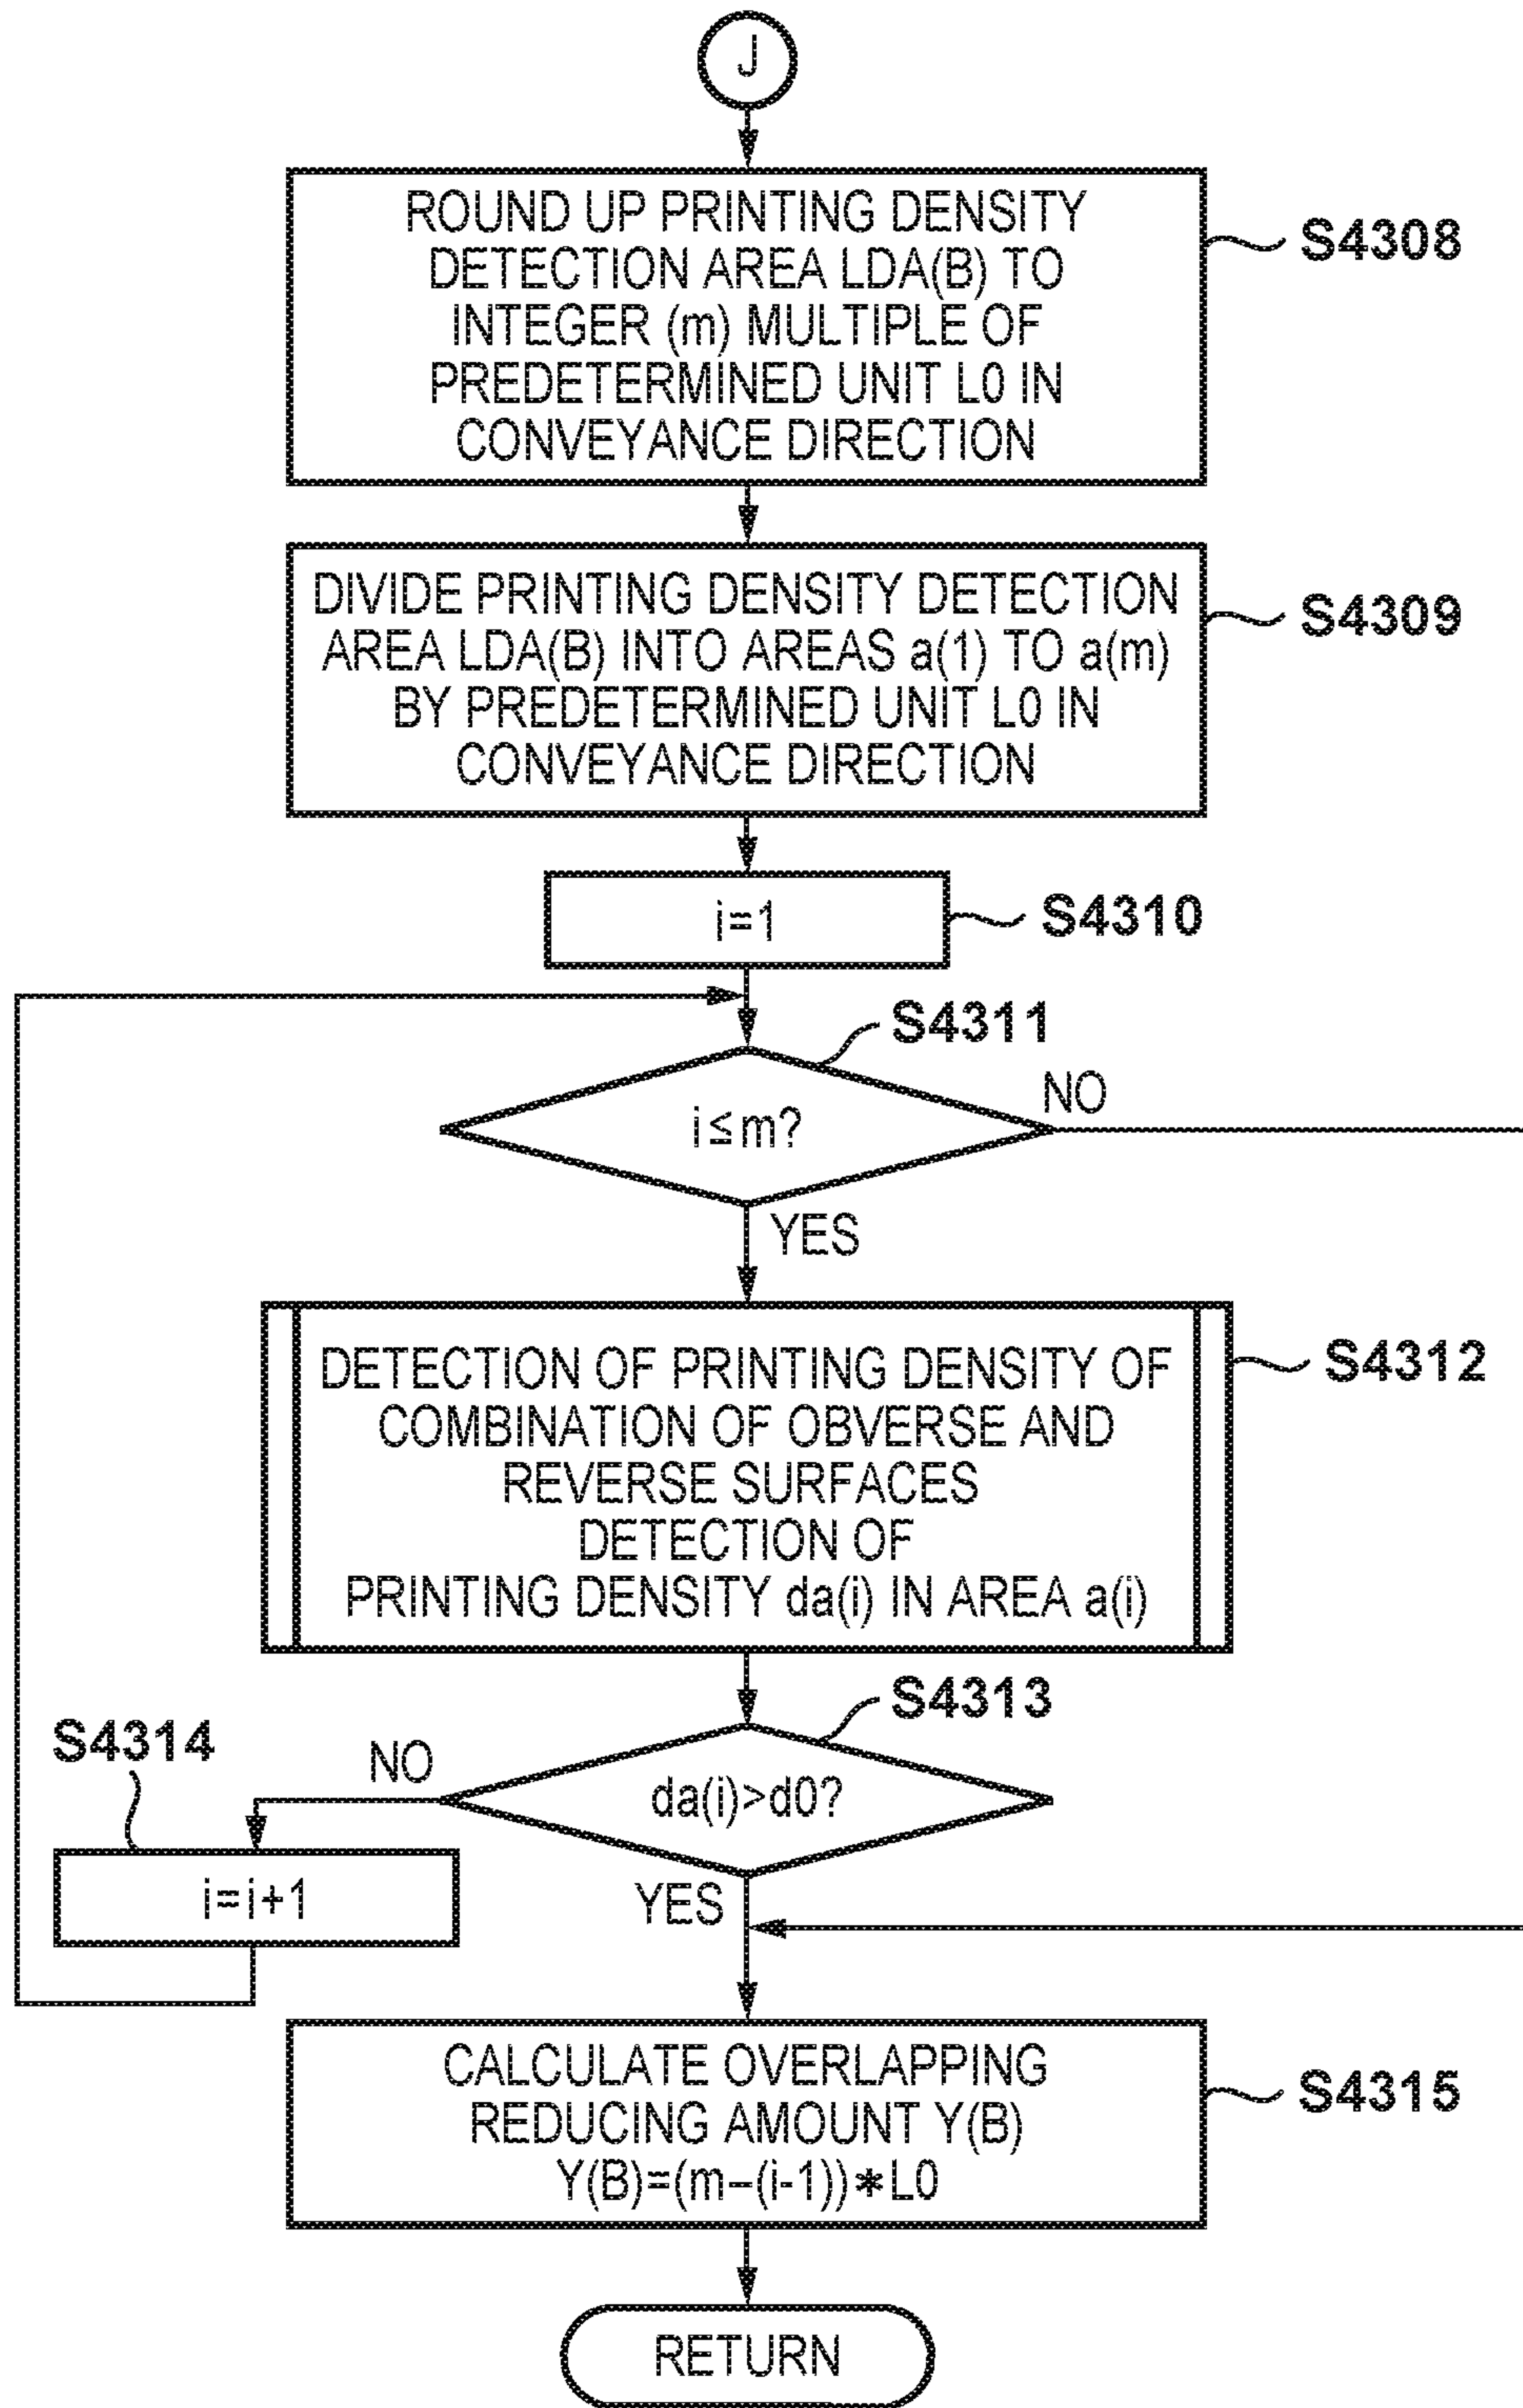 J
ROUND UP PRINTING DENSITY
DETECTION AREA LDA(B) TO
INTEGER (m) MULTIPLE OF
PREDETERMINED UNIT L0 IN
CONVEYANCE DIRECTION
S4308
DIVIDE PRINTING DENSITY DETECTION
AREA LDA(B) INTO AREAS a(1) TO a(m)
BY PREDETERMINED UNIT L0 IN
CONVEYANCE DIRECTION
S4309
i=1
S4310
S4311
i≦m?
NO
YES
DETECTION OF PRINTING DENSITY OF
COMBINATION OF OBVERSE AND
REVERSE SURFACES
DETECTION OF
PRINTING DENSITY da(i) IN AREA a(i)
S4312
S4313
da(i)>d0?
NO
S4314
i=i+1
YES
CALCULATE OVERLAPPING
REDUCING AMOUNT Y(B)
Y(B)=(m–(i-1))*L0
S4315
RETURN